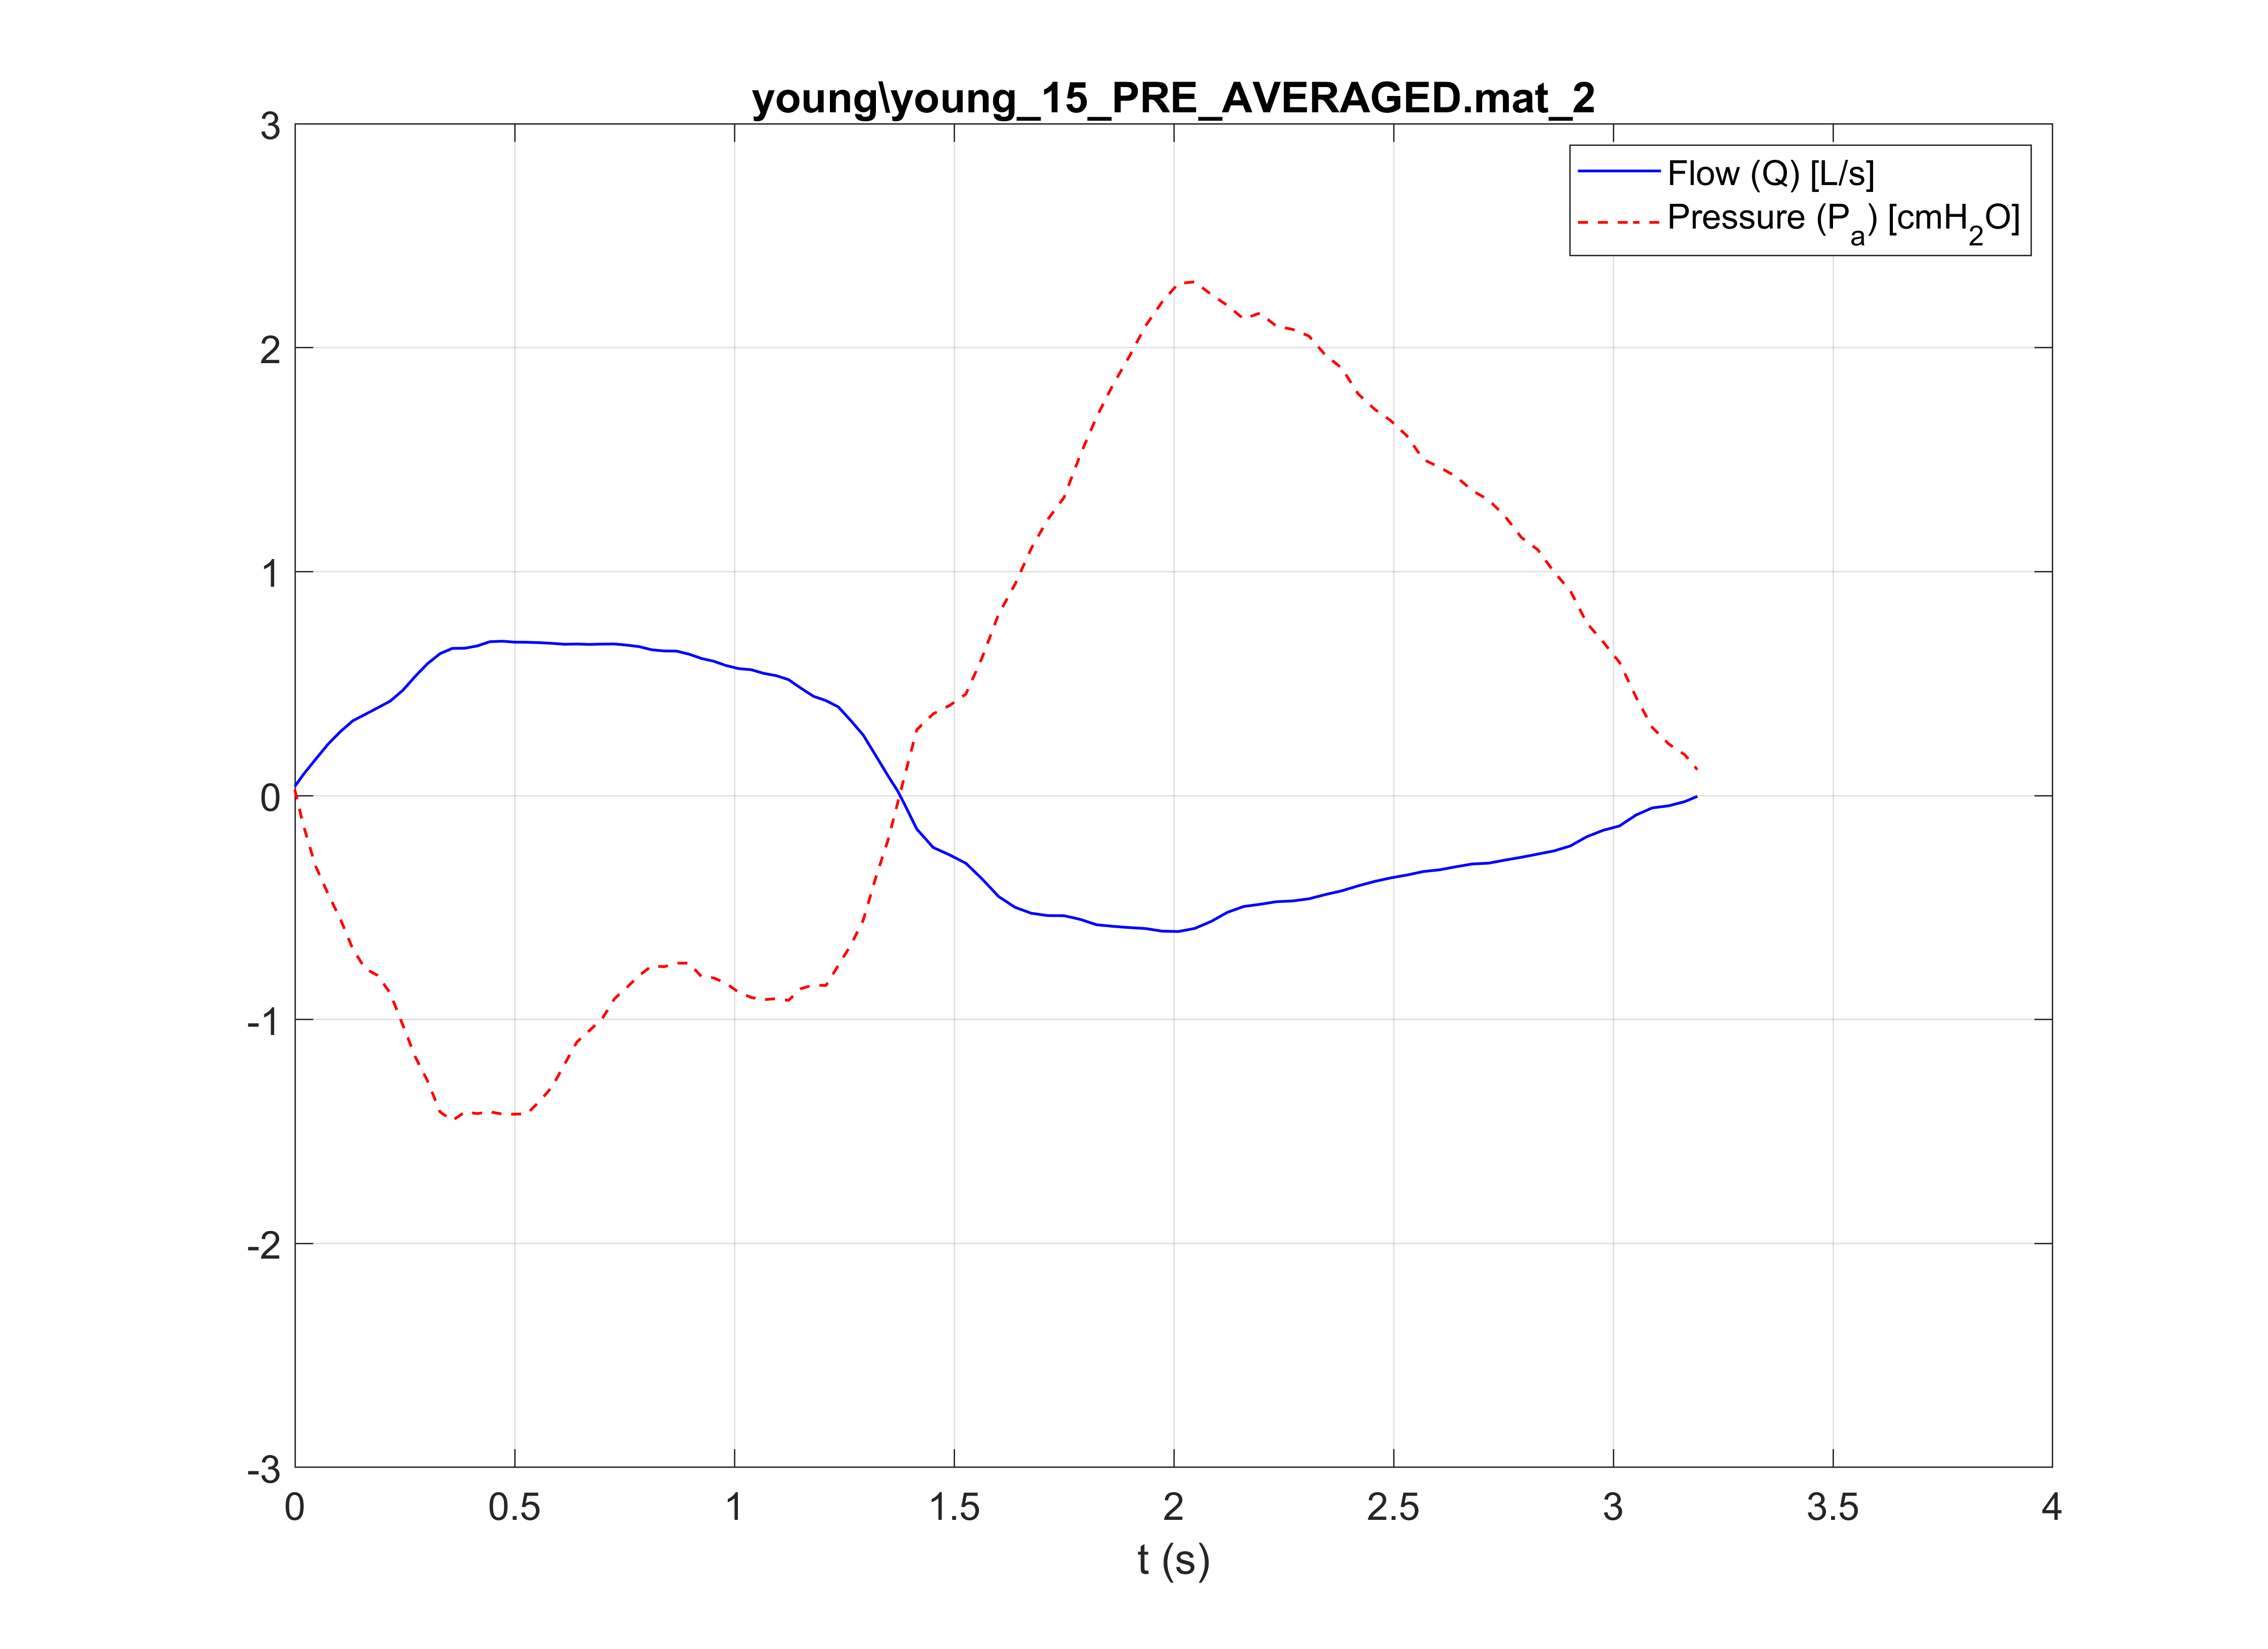 young\young_15_PRE_AVERAGED.mat_2
Flow (Q) [L/s]
Pressure (Pa) [cmH2O]
3
2
1
0
-1
-2
-3
0 0.5 1 1.5 2 2.5 3 3.5 4
t (s)